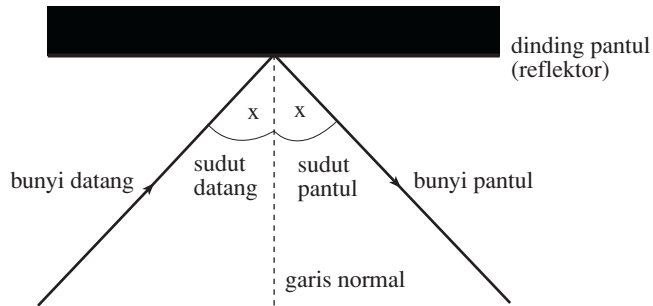 dinding pantul
(reflektor)
x
x
sudut
datang
sudut
pantul
bunyi datang
bunyi pantul
garis normal